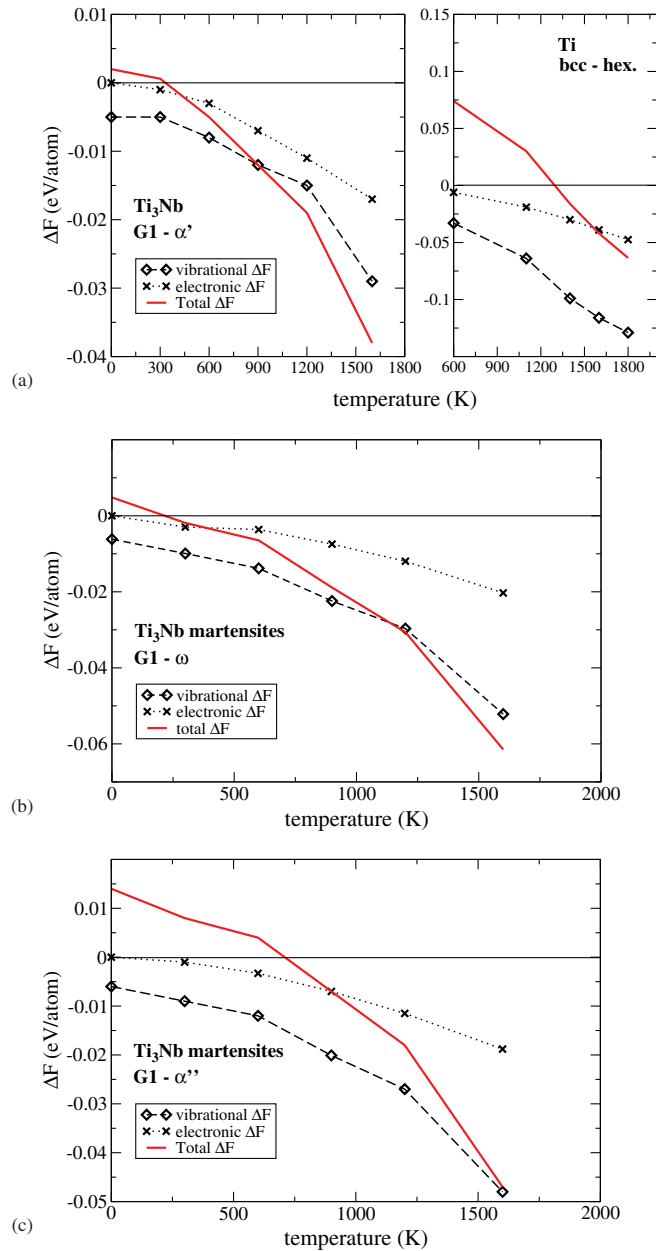 0.01
0
-0.01
-0.02
-0.03
-0.04
ΔF (eV/atom)
Ti₃Nb
G1 - α'
vibrational ΔF
electronic ΔF
Total ΔF
0 300 600 900 1200 1500 1800
0.15
0.1
0.05
0
-0.05
-0.1
Ti
bcc - hex.
600 900 1200 1500 1800
(a)
temperature (K)
0
-0.02
-0.04
-0.06
ΔF (eV/atom)
Ti₃Nb martensites
G1 - ω
vibrational ΔF
electronic ΔF
total ΔF
0 500 1000 1500 2000
(b)
temperature (K)
0.01
0
-0.01
-0.02
-0.03
-0.04
-0.05
ΔF (eV/atom)
Ti₃Nb martensites
G1 - α''
vibrational ΔF
electronic ΔF
Total ΔF
0 500 1000 1500 2000
(c)
temperature (K)